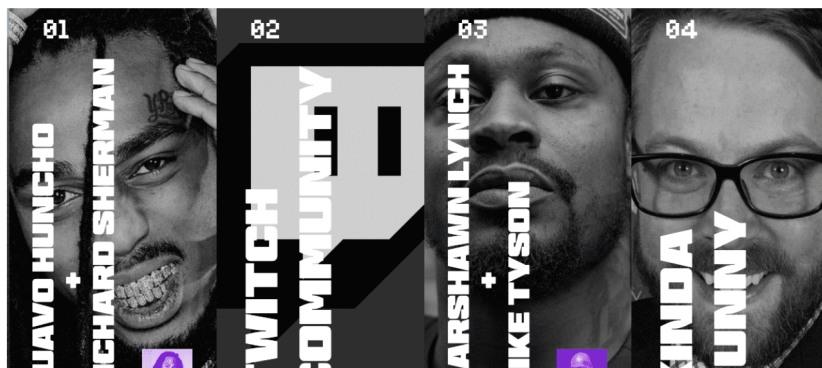 01
UAVO HUNCHO
+
ICHARD SHERMAN
02
TWITCH
COMMUNITY
03
ARSHAWN LYNCH
+
IKE TYSON
04
KINDA
UNNY